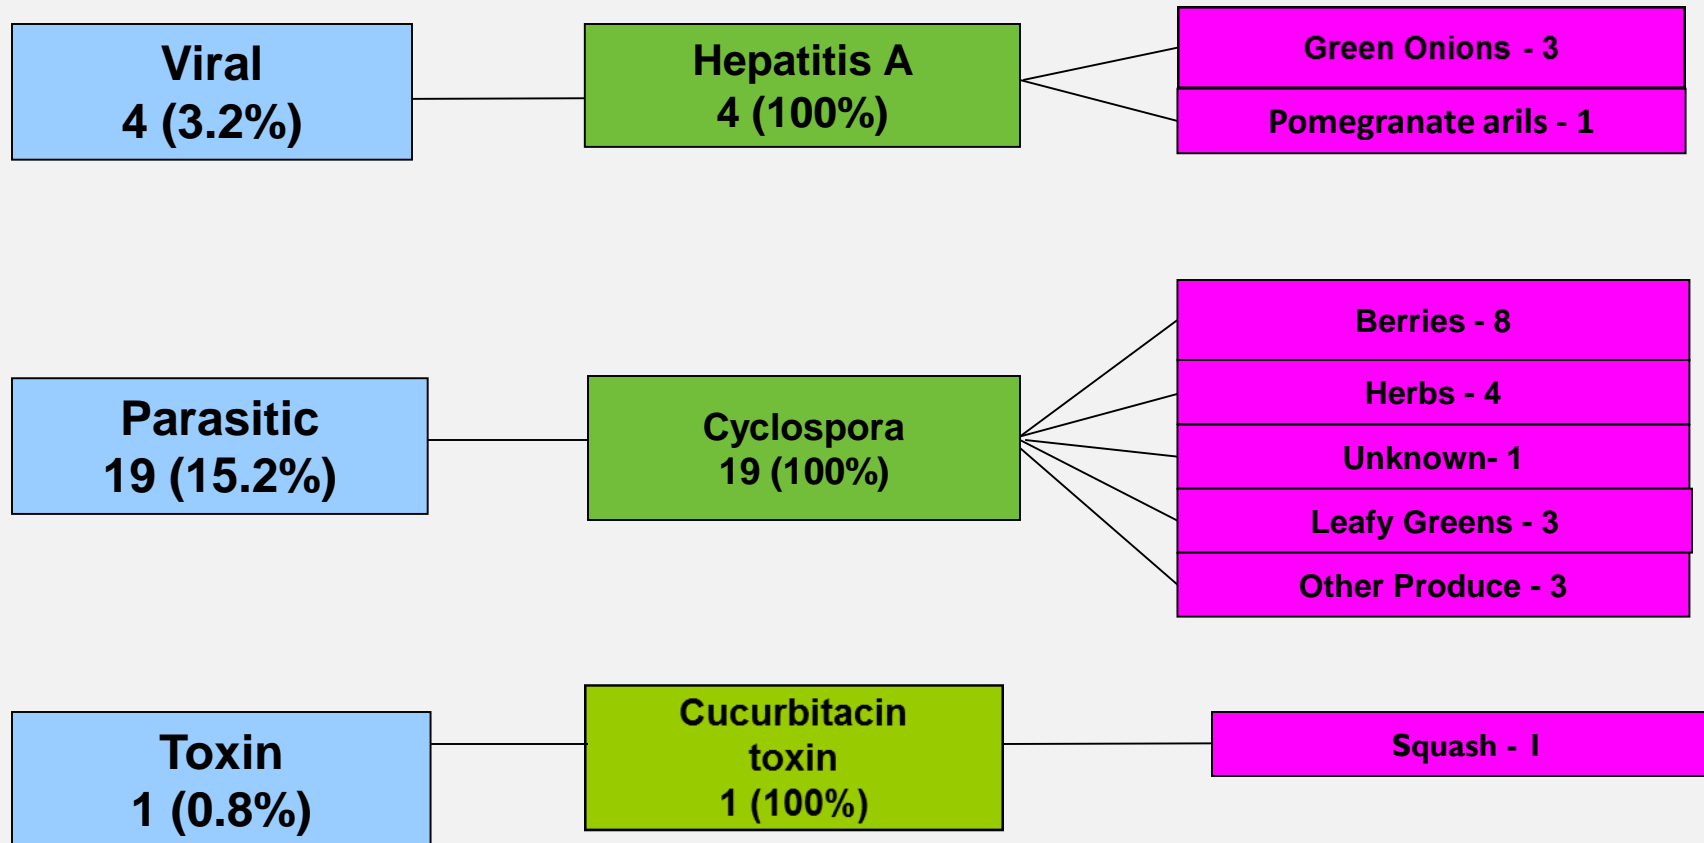 Viral
4 (3.2%)
Hepatitis A
4 (100%)
Green Onions - 3
Pomegranate arils - 1
Parasitic
19 (15.2%)
Cyclospora
19 (100%)
Berries - 8
Herbs - 4
Unknown- 1
Leafy Greens - 3
Other Produce - 3
Toxin
1 (0.8%)
Cucurbitacin
toxin
1 (100%)
Squash - 1